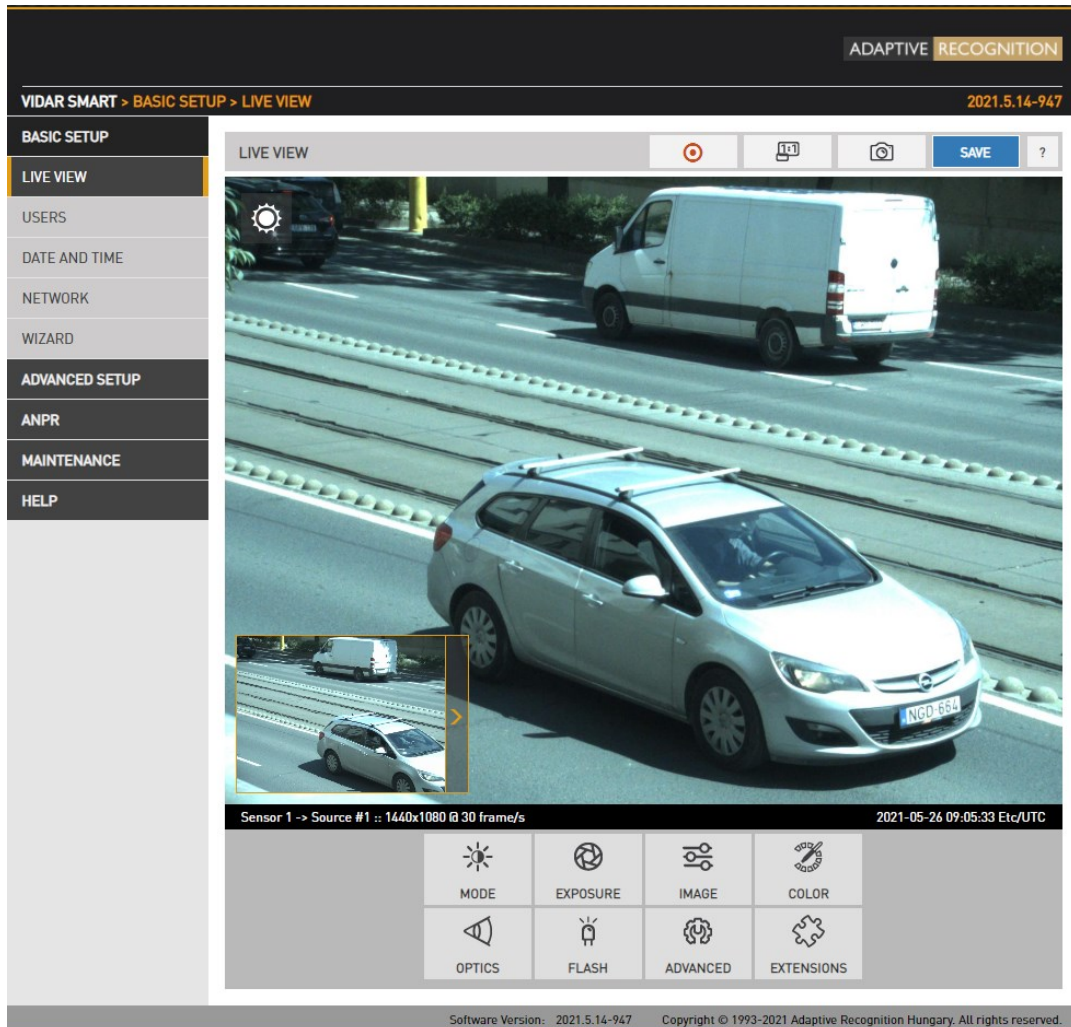 ADAPTIVE RECOGNITION
VIDAR SMART > BASIC SETUP > LIVE VIEW 2021.5.14-947
BASIC SETUP
LIVE VIEW
USERS
DATE AND TIME
NETWORK
WIZARD
ADVANCED SETUP
ANPR
MAINTENANCE
HELP
LIVE VIEW 1:1 SAVE ?
NGD-664
Sensor 1 -> Source #1 :: 1440x1080 @ 30 frame/s 2021-05-26 09:05:33 Etc/UTC
MODE EXPOSURE IMAGE COLOR
OPTICS FLASH ADVANCED EXTENSIONS
Software Version: 2021.5.14-947 Copyright © 1993-2021 Adaptive Recognition Hungary. All rights reserved.